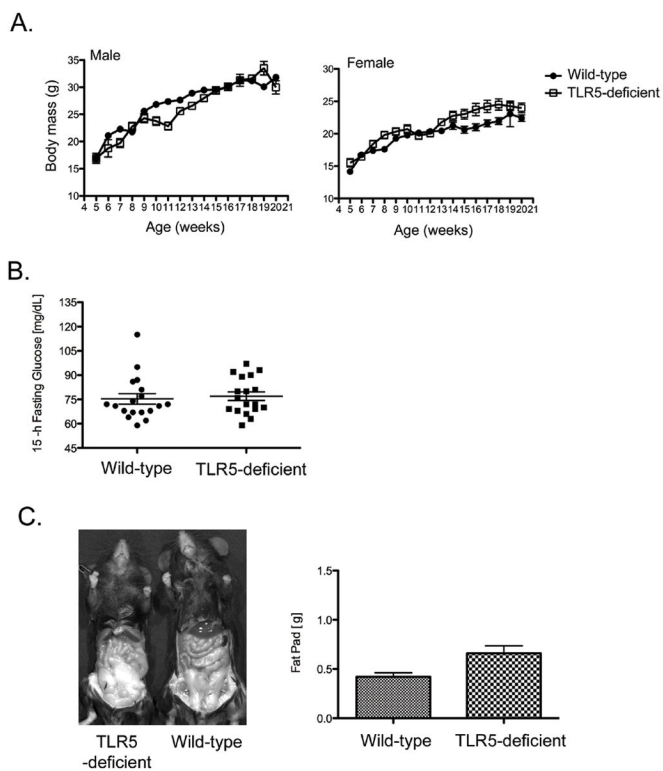 A.
Male
Body mass (g)
35
30
25
20
15
10
4 5 6 7 8 9 10 11 12 13 14 15 16 17 18 19 20 21
Age (weeks)
Female
35
30
25
20
15
10
4 5 6 7 8 9 10 11 12 13 14 15 16 17 18 19 20 21
Age (weeks)
Wild-type
TLR5-deficient
B.
15 -h Fasting Glucose [mg/dL]
135
120
105
90
75
60
45
Wild-type
TLR5-deficient
C.
TLR5
-deficient
Wild-type
Fat Pad [ g]
1.5
1.0
0.5
0.0
Wild-type
TLR5-deficient